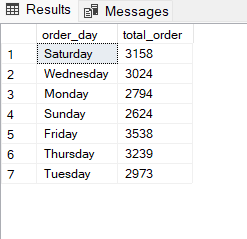 Results Messages
order_day total_order
1 Saturday 3158
2 Wednesday 3024
3 Monday 2794
4 Sunday 2624
5 Friday 3538
6 Thursday 3239
7 Tuesday 2973